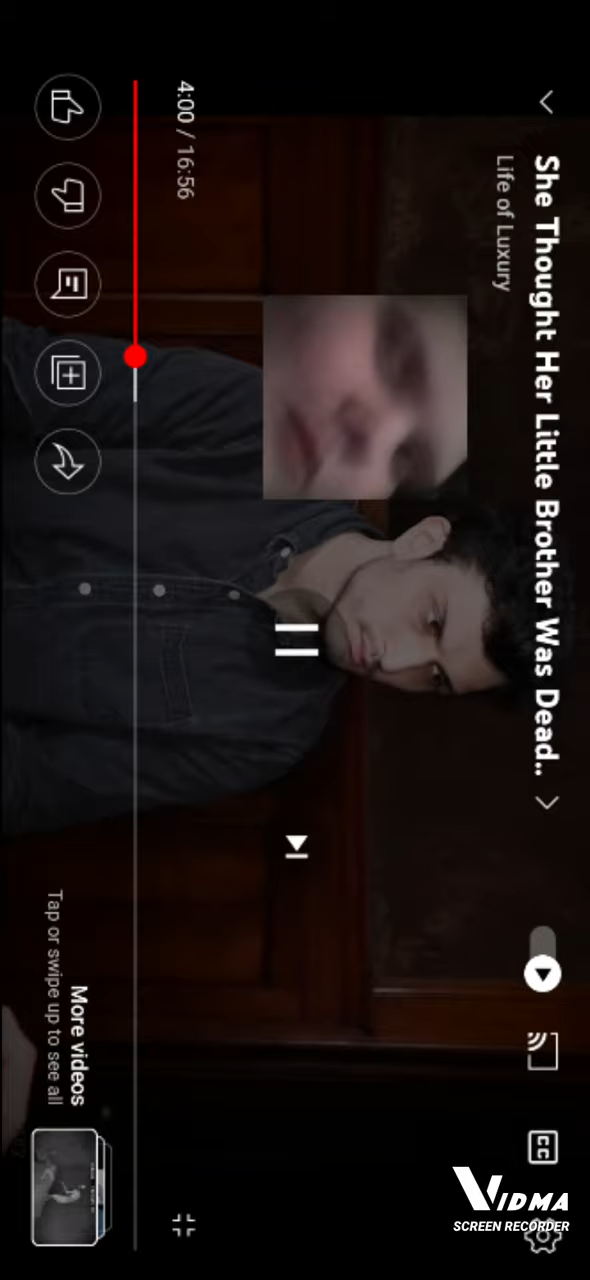 She Thought Her Little Brother Was Dead..
Life of Luxury
CC
4:00 / 16:56
More videos
Tap or swipe up to see all
VIDMA
SCREEN RECORDER